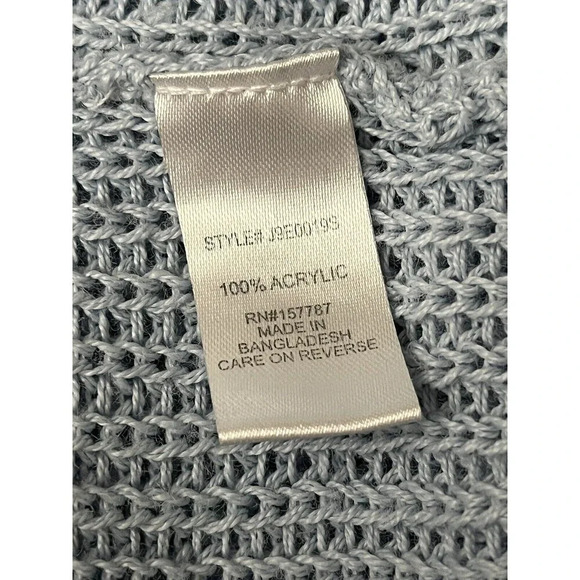 STYLE# J9E0019S
100% ACRYLIC
RN#157787
MADE IN
BANGLADESH
CARE ON REVERSE